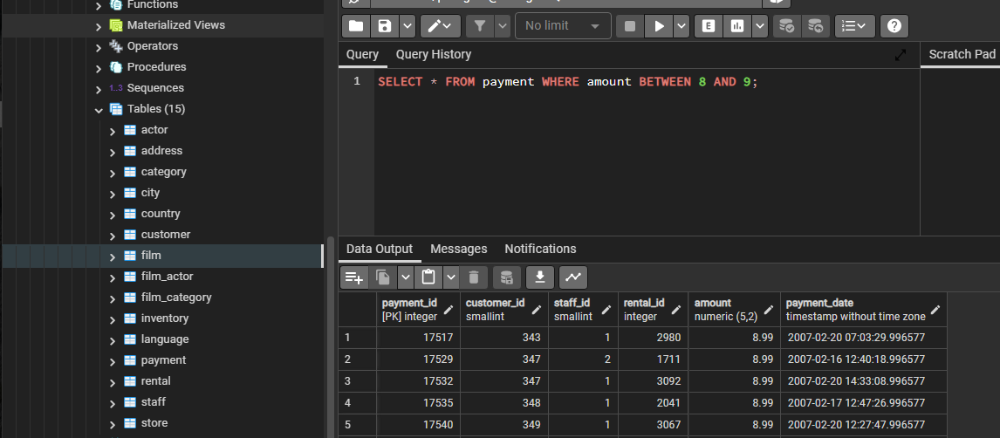 Functions
Materialized Views
Operators
Procedures
1..3 Sequences
Tables (15)
actor
address
category
city
country
customer
film
film_actor
film_category
inventory
language
payment
rental
staff
store
No limit
E
Query
Query History
Scratch Pad
1 SELECT * FROM payment WHERE amount BETWEEN 8 AND 9;
Data Output
Messages
Notifications
payment_id customer_id staff_id rental_id amount payment_date
[PK] integer smallint smallint integer numeric (5,2) timestamp without time zone
1 17517 343 1 2980 8.99 2007-02-20 07:03:29.996577
2 17529 347 2 1711 8.99 2007-02-16 12:40:18.996577
3 17532 347 1 3092 8.99 2007-02-20 14:33:08.996577
4 17535 348 1 2041 8.99 2007-02-17 12:47:26.996577
5 17540 349 1 3067 8.99 2007-02-20 12:27:47.996577